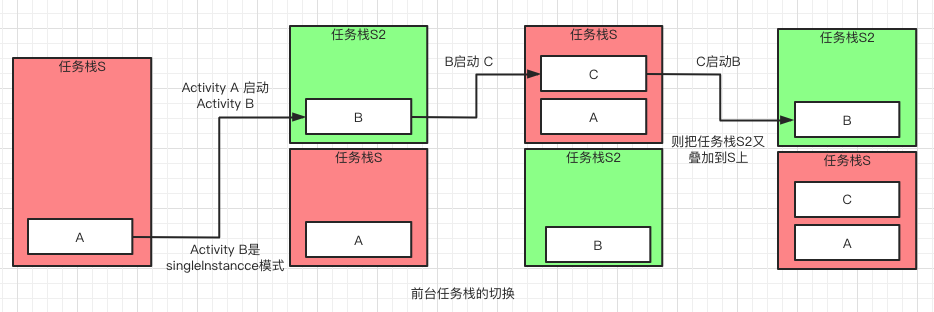 任务栈S
A
Activity A 启动
Activity B
Activity B是
singleInstancce模式
任务栈S2
B
任务栈S
A
B启动 C
任务栈S
C
A
任务栈S2
B
C启动B
则把任务栈S2又
叠加到S上
任务栈S2
B
任务栈S
C
A
前台任务栈的切换